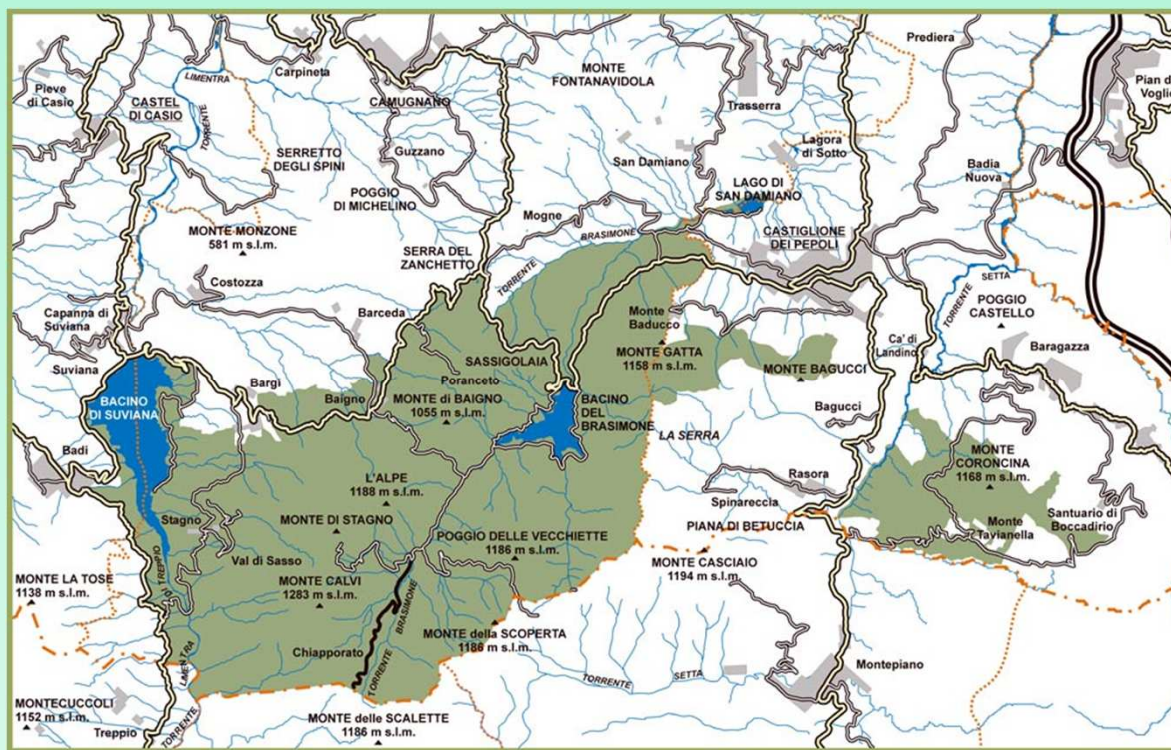 Prediera
Carpineta
MONTE
FONTANAVIDOLA
LIMENTRA
Pieve
di Casio
CASTEL
DI CASIO
CAMUGNANO
Trasserra
Pian d
Voglio
TORRENTE
Guzzano
SERRETTO
DEGLI SPINI
San Damiano
Lagora
di Sotto
Badia
Nuova
POGGIO
DI MICHELINO
LAGO DI
SAN DAMIANO
Mogne
MONTE MONZONE
581 m s.l.m.
BRASIMONE
CASTIGLIONE
DEI PEPOLI
SERRA DEL
ZANCHETTO
TORRENTE
SETTA
TORRENTE
Costozza
Capanna di
Suviana
Barceda
Monte
Baducco
POGGIO
CASTELLO
Ca' di
Landino
Baragazza
Suviana
SASSIGOLAIA
MONTE GATTA
1158 m s.l.m.
MONTE BAGUCCI
Bargì
Poranceto
BACINO
DI SUVIANA
Baigno
MONTE di BAIGNO
1055 m s.l.m.
BACINO
DEL
BRASIMONE
Bagucci
LA SERRA
Badi
MONTE
CORONCINA
1168 m s.l.m.
L'ALPE
1188 m s.l.m.
Rasora
Spinareccia
Stagno
MONTE DI STAGNO
PIANA DI BETUCCIA
Santuario di
Boccadirio
Monte
Tavianella
POGGIO DELLE VECCHIETTE
1186 m s.l.m.
Val di Sasso
DI TREPPIO
MONTE LA TOSE
1138 m s.l.m.
MONTE CALVI
1283 m s.l.m.
MONTE CASCIAIO
1194 m s.l.m.
BRASIMONE
MONTE della SCOPERTA
1186 m s.l.m.
Chiapporato
LIMENTRA
TORRENTE
TORRENTE
SETTA
Montepiano
MONTECUCCOLI
1152 m s.l.m.
Treppio
TORRENTE
MONTE delle SCALETTE
1186 m s.l.m.